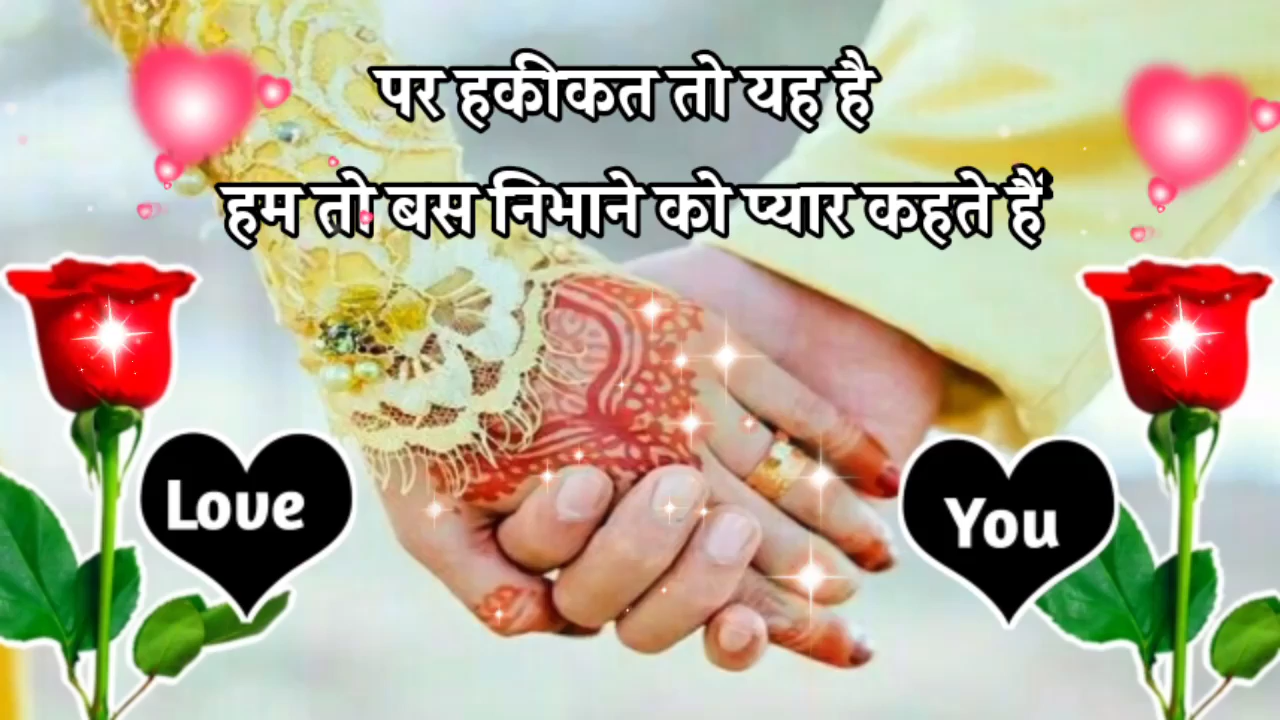 पर हकीकत तो यह है
हम तो बस निभाने को प्यार कहते हैं
Love
You